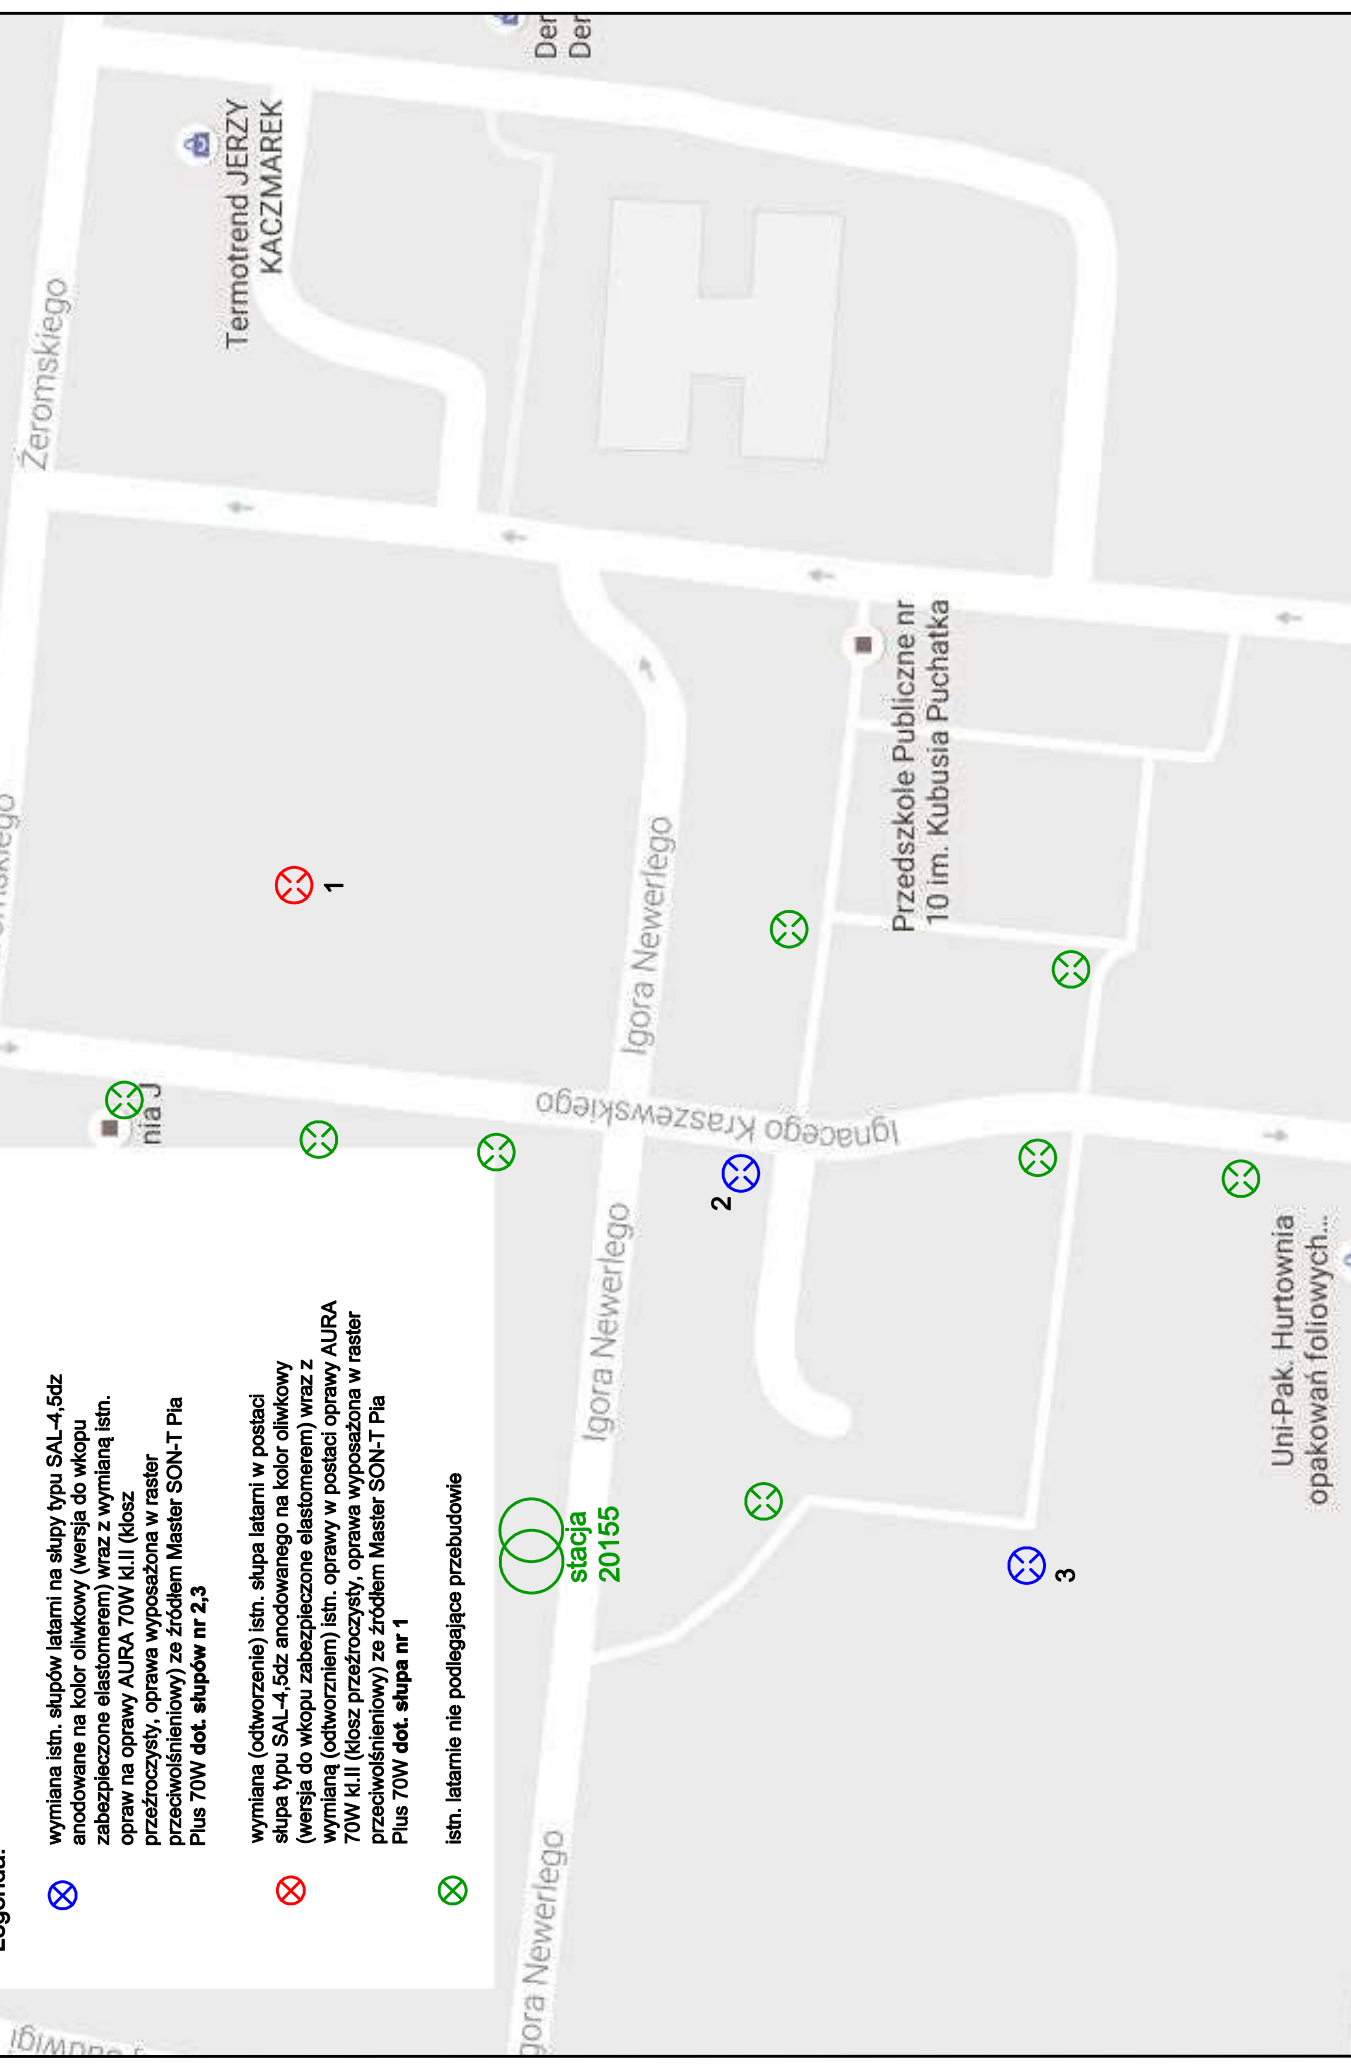 Legenda:
wymiana istn. słupów latarni na słupy typu SAL-4,5dz
anodowane na kolor oliwkowy (wersja do wkopu
zabezpieczone elastomerem) wraz z wymianą istn.
opraw na oprawy AURA 70W kl.II (klosz
przeźroczysty, oprawa wyposażona w raster
przeciwolśnieniowy) ze źródłem Master SON-T Pia
Plus 70W dot. słupów nr 2,3
wymiana (odtworzenie) istn. słupa latarni w postaci
słupa typu SAL-4,5dz anodowanego na kolor oliwkowy
(wersja do wkopu zabezpieczone elastomerem) wraz z
wymianą (odtworzniem) istn. oprawy w postaci oprawy AURA
70W kl.II (klosz przeźroczysty, oprawa wyposażona w raster
przeciwolśnieniowy) ze źródłem Master SON-T Pia
Plus 70W dot. słupa nr 1
istn. latarnie nie podlegające przebudowie
nia J
Żeromskiego
Termotrend JERZY
KACZMAREK
Der
Der
1
stacja
20155
gora Newerlego
Igora Newerlego
Igora Newerlego
Ignacego Kraszewskiego
2
3
Przedszkole Publiczne nr
10 im. Kubusia Puchatka
Uni-Pak. Hurtownia
opakowań foliowych...